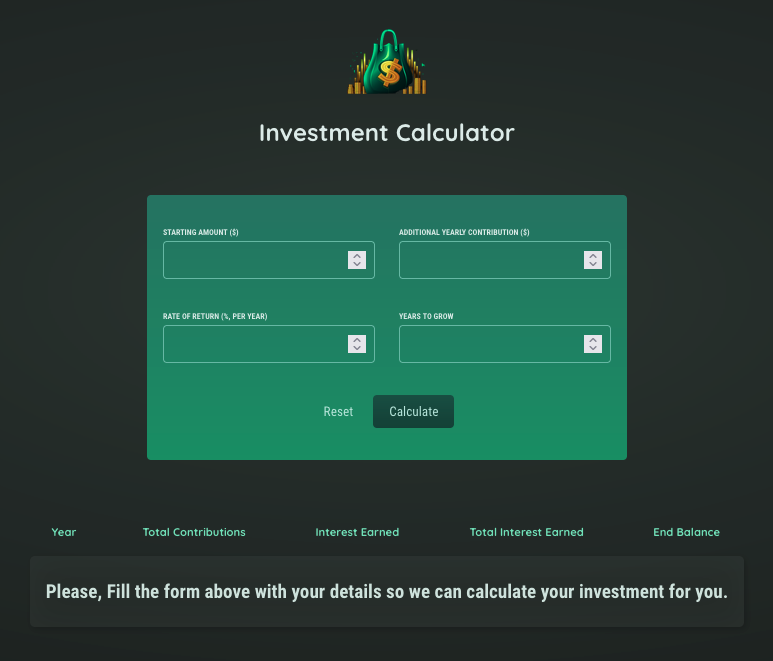 $
Investment Calculator
STARTING AMOUNT ($)
ADDITIONAL YEARLY CONTRIBUTION ($)
RATE OF RETURN (%, PER YEAR)
YEARS TO GROW
Reset
Calculate
Year
Total Contributions
Interest Earned
Total Interest Earned
End Balance
Please, Fill the form above with your details so we can calculate your investment for you.